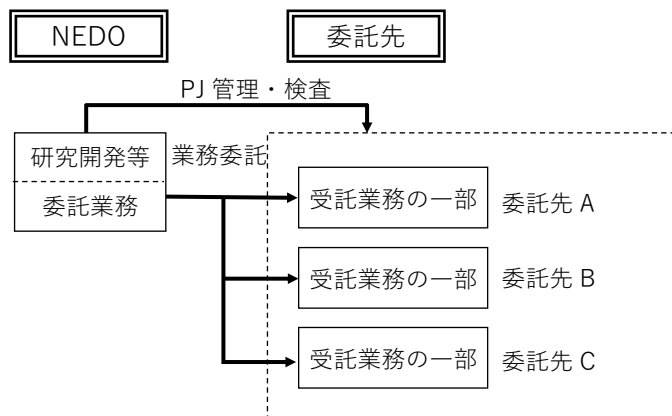 NEDO
委託先
PJ 管理・検査
研究開発等
業務委託
委託業務
受託業務の一部
委託先 A
受託業務の一部
委託先 B
受託業務の一部
委託先 C